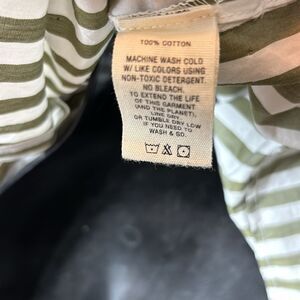 100% COTTON
MACHINE WASH COLD
W/ LIKE COLORS USING
NON-TOXIC DETERGENT.
NO BLEACH.
TO EXTEND THE LIFE
OF THIS GARMENT
(AND THE PLANET),
LINE DRY
OR TUMBLE DRY LOW
IF YOU NEED TO
WASH & GO.